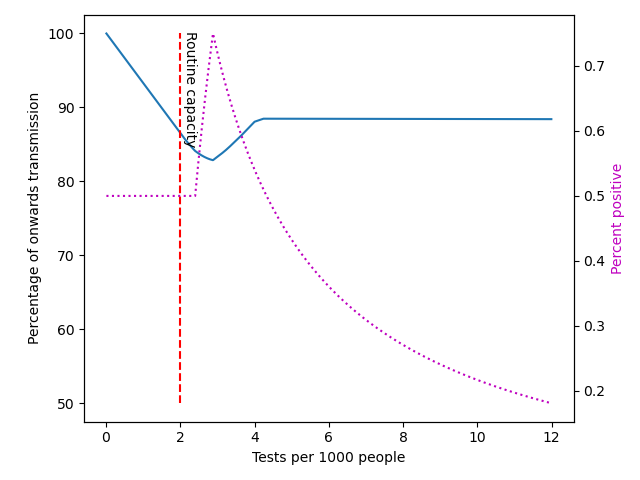 100
90
80
70
60
50
Percentage of onwards transmission
Routine capacity
0.7
0.6
0.5
0.4
0.3
0.2
Percent positive
0 2 4 6 8 10 12
Tests per 1000 people